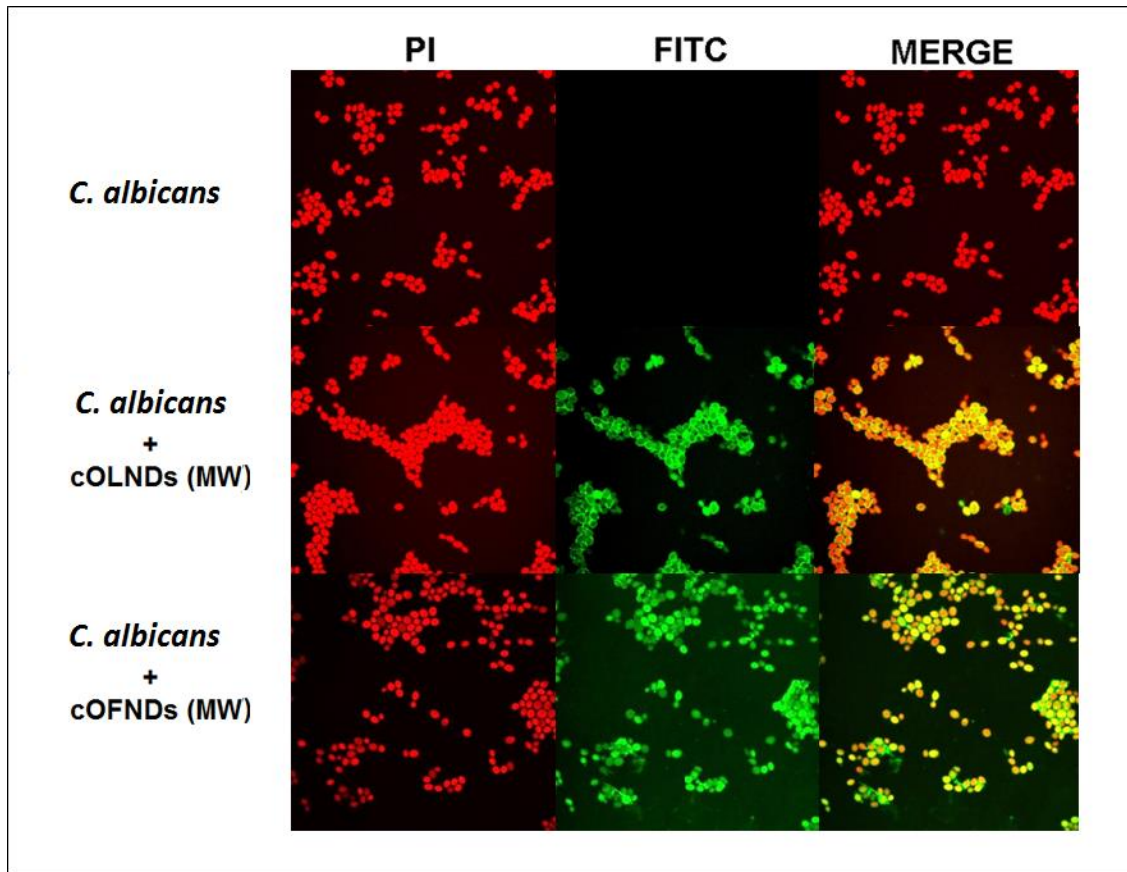 PI FITC MERGE
C. albicans
C. albicans
+
cOLNDs (MW)
C. albicans
+
cOFNDs (MW)